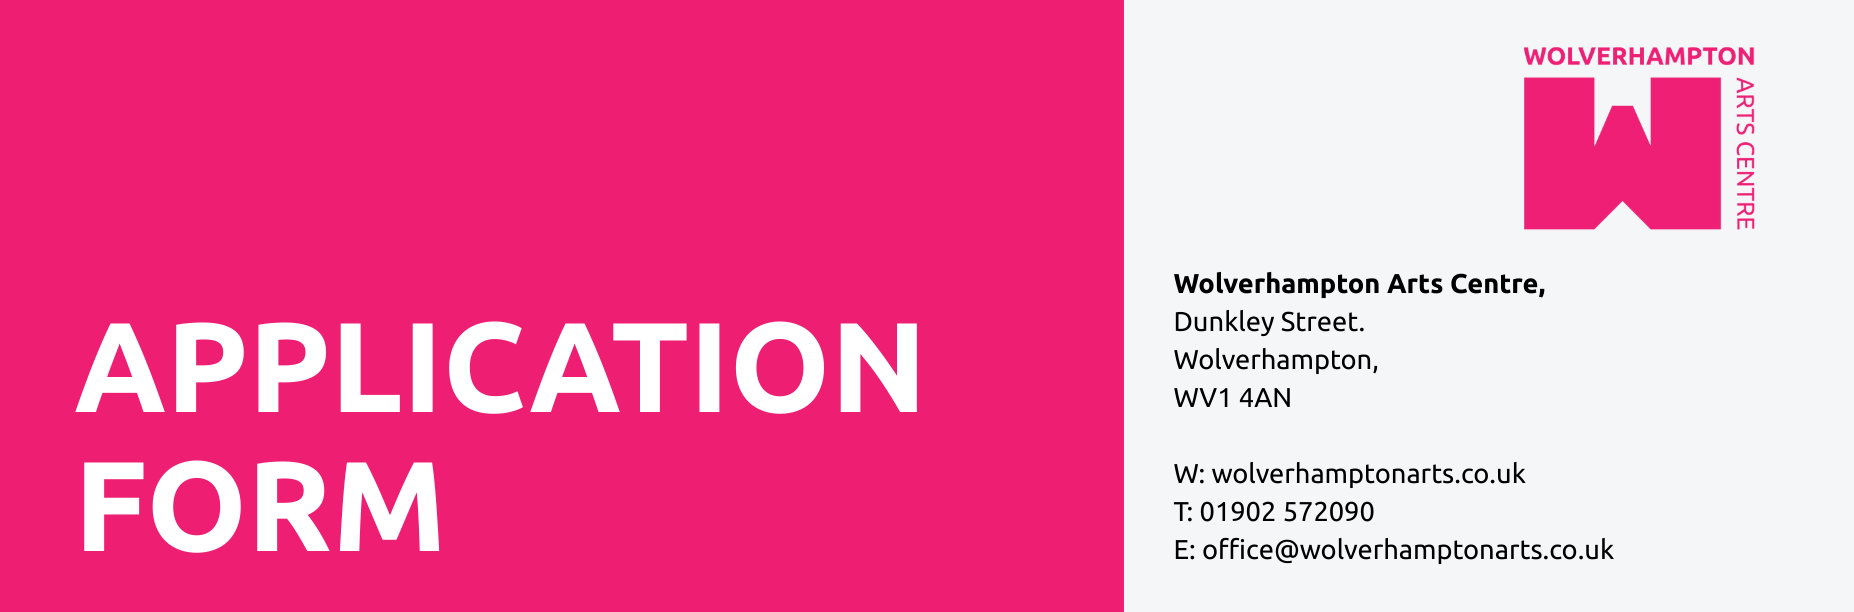 APPLICATION
FORM
WOLVERHAMPTON
ARTS CENTRE
Wolverhampton Arts Centre,
Dunkley Street.
Wolverhampton,
WV1 4AN
W: wolverhamptonarts.co.uk
T: 01902 572090
E: office@wolverhamptonarts.co.uk